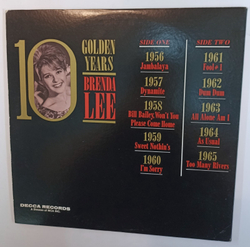 10
GOLDEN
YEARS
BRENDA
LEE
SIDE ONE
1956
Jambalaya
1957
Dynamite
1958
Bill Bailey, Won't You
Please Come Home
1959
Sweet Nothin's
1960
I'm Sorry
SIDE TWO
1961
Fool #1
1962
Dum Dum
1963
All Alone Am I
1964
As Usual
1965
Too Many Rivers
DECCA RECORDS